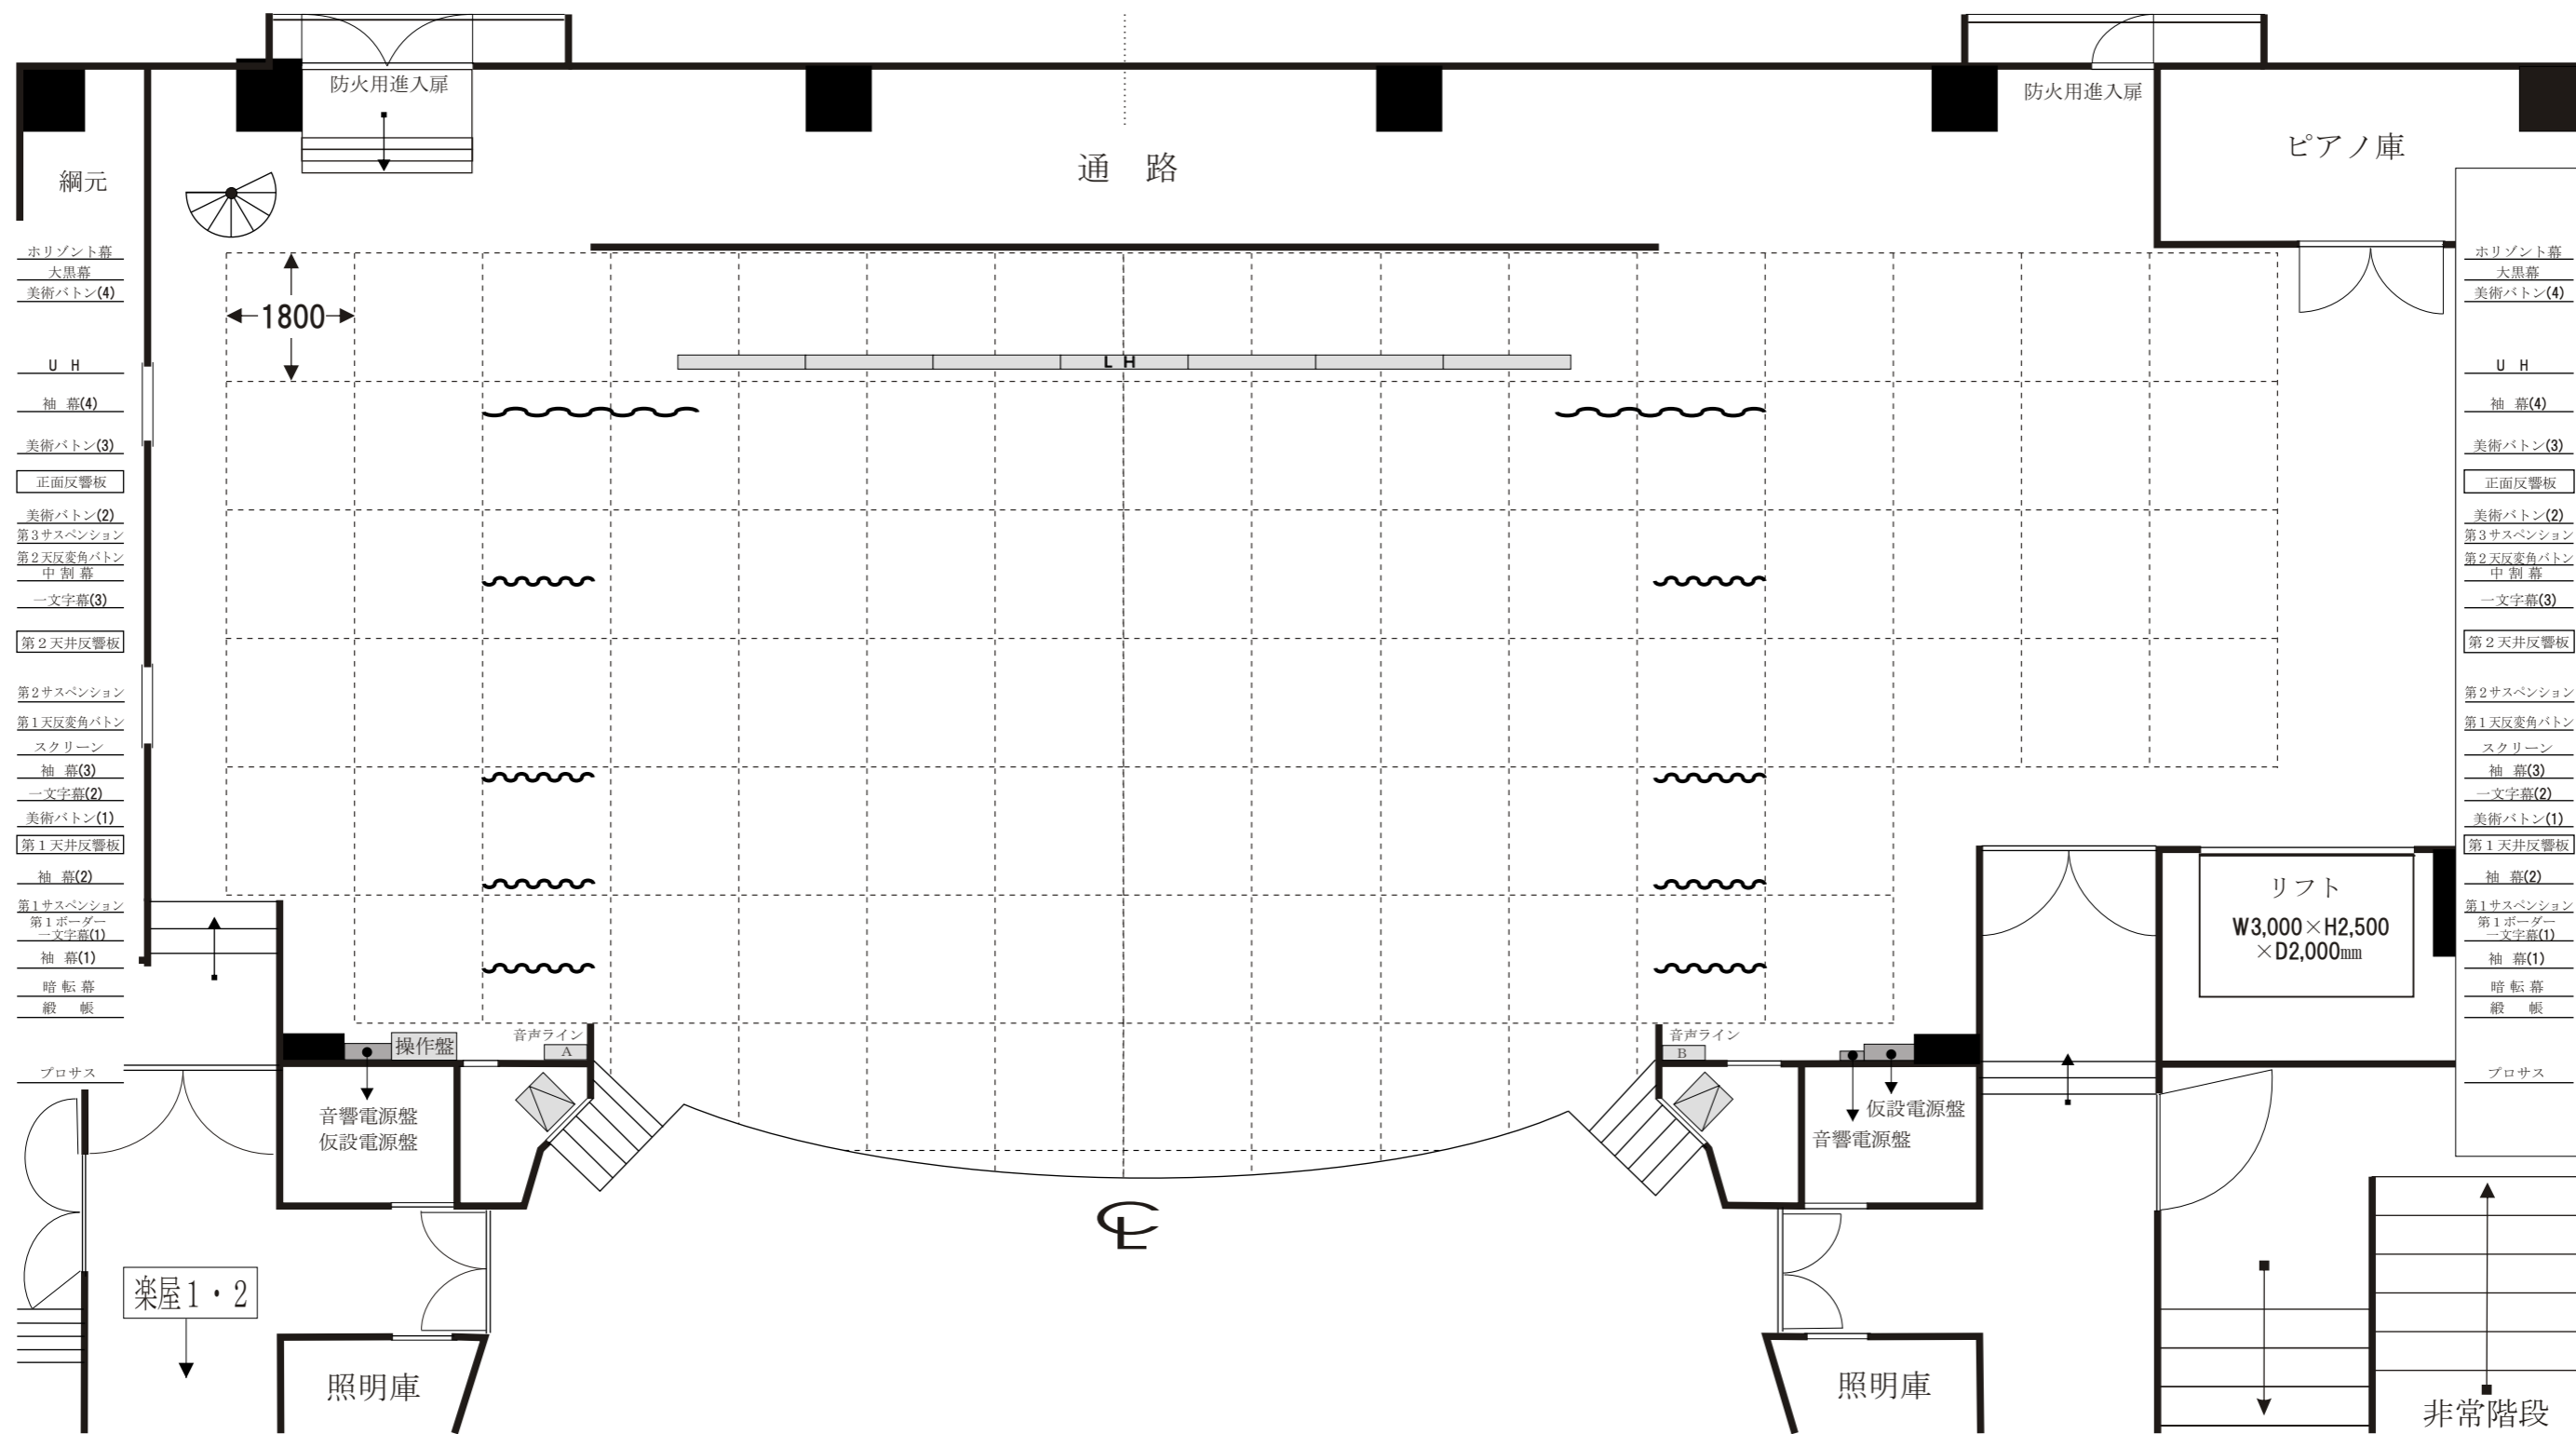 防火用進入扉
防火用進入扉
通 路
ピアノ庫
綱元
ホリゾント幕
大黒幕
美術バトン(4)
U H
袖 幕(4)
美術バトン(3)
正面反響板
美術バトン(2)
第3サスペンション
第2天反変角バトン
中割幕
一文字幕(3)
第2天井反響板
第2サスペンション
第1天反変角バトン
スクリーン
袖 幕(3)
一文字幕(2)
美術バトン(1)
第1天井反響板
袖 幕(2)
第1サスペンション
第1ボーダー
一文字幕(1)
袖 幕(1)
暗転幕
緞 帳
プロサス
1800
L H
ホリゾント幕
大黒幕
美術バトン(4)
U H
袖 幕(4)
美術バトン(3)
正面反響板
美術バトン(2)
第3サスペンション
第2天反変角バトン
中割幕
一文字幕(3)
第2天井反響板
第2サスペンション
第1天反変角バトン
スクリーン
袖 幕(3)
一文字幕(2)
美術バトン(1)
第1天井反響板
袖 幕(2)
第1サスペンション
第1ボーダー
一文字幕(1)
袖 幕(1)
暗転幕
緞 帳
プロサス
リフト
W3,000×H2,500
×D2,000mm
操作盤
音声ライン
A
音声ライン
B
音響電源盤
仮設電源盤
仮設電源盤
音響電源盤
CL
楽屋1・2
照明庫
照明庫
非常階段